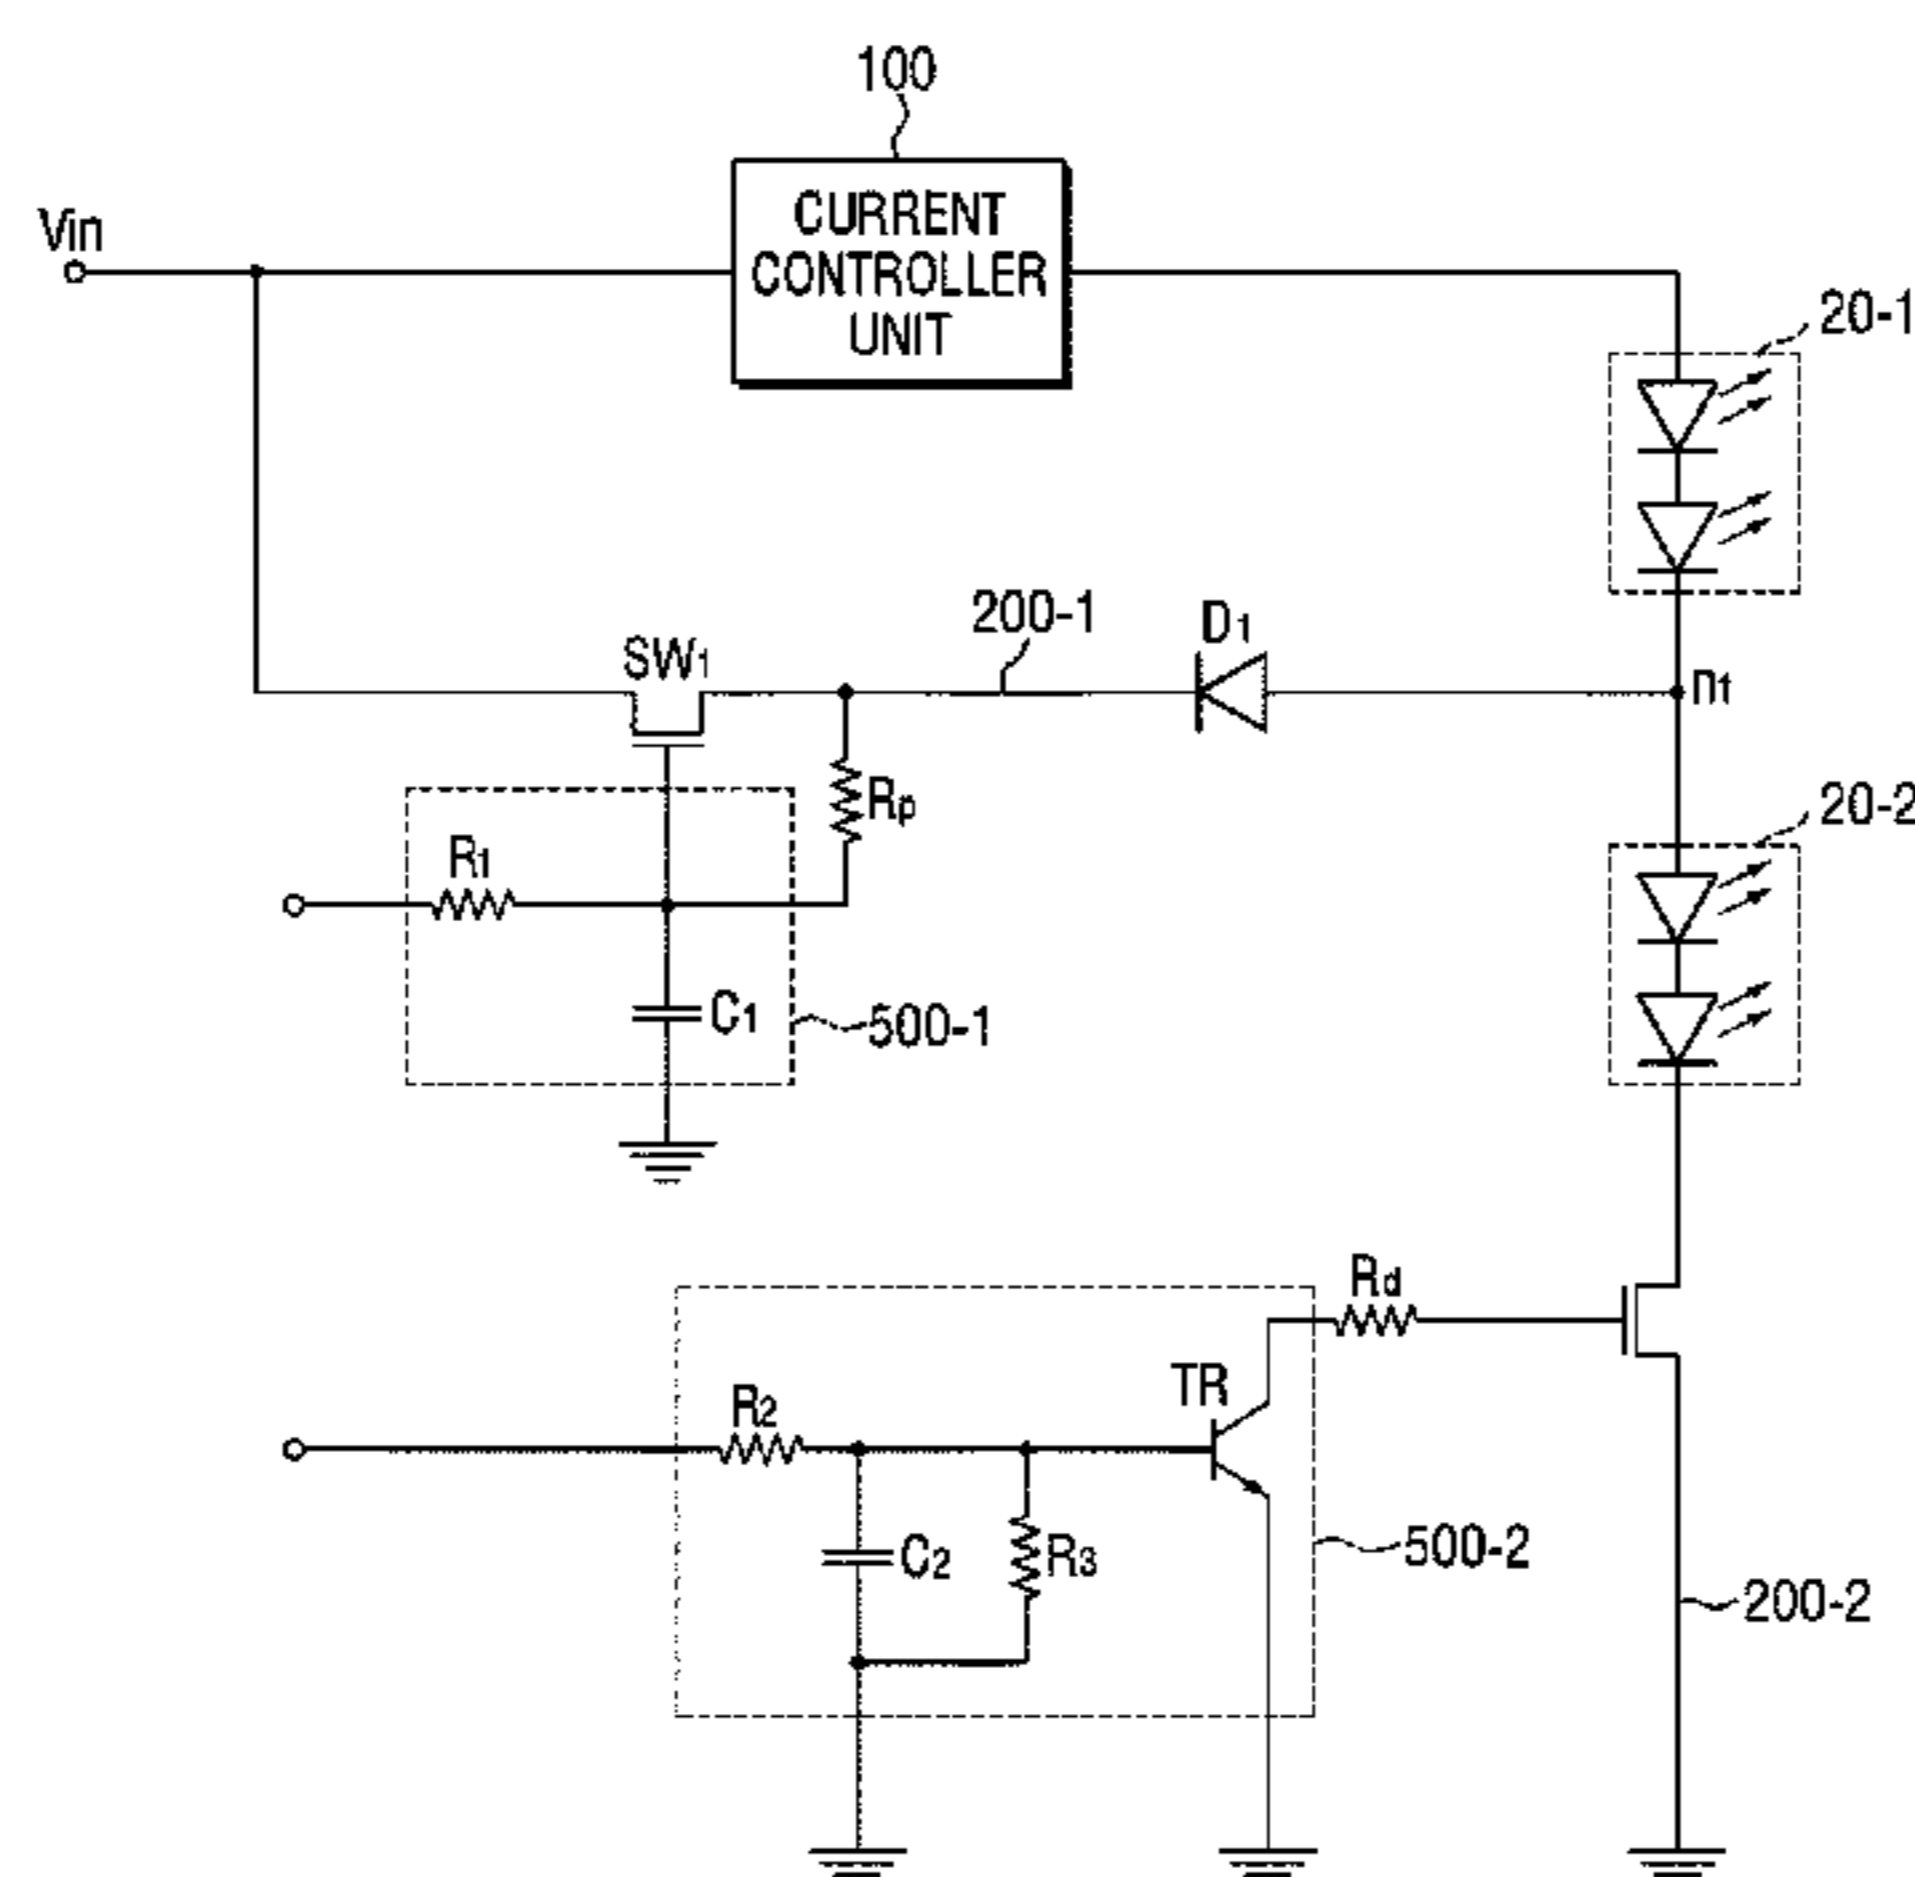 100
Vin
CURRENT
CONTROLLER
UNIT
20-1
200-1
D1
SW1
n1
Rp
20-2
R1
C1
500-1
Rd
TR
R2
C2
R3
500-2
200-2